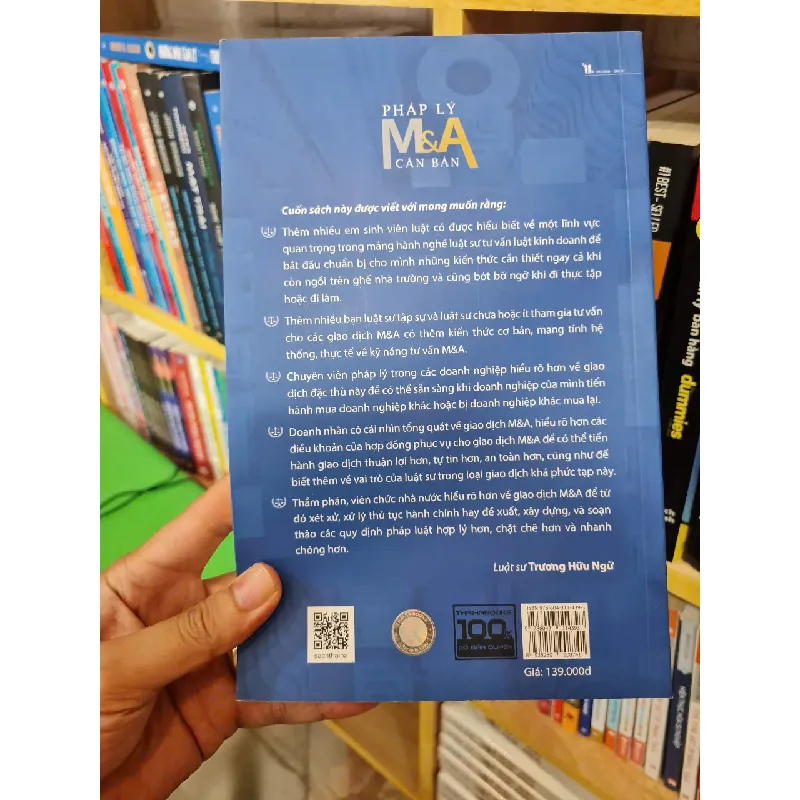 PHÁP LÝ
M&A
CĂN BẢN
Cuốn sách này được viết với mong muốn rằng:
Thêm nhiều em sinh viên luật có được hiểu biết về một lĩnh vực
quan trọng trong mảng hành nghề luật sư tư vấn luật kinh doanh để
bắt đầu chuẩn bị cho mình những kiến thức cần thiết ngay cả khi
còn ngồi trên ghế nhà trường và cũng bớt bỡ ngỡ khi đi thực tập
hoặc đi làm.
Thêm nhiều bạn luật sư tập sự và luật sư chưa hoặc ít tham gia tư vấn
cho các giao dịch M&A có thêm kiến thức cơ bản, mang tính hệ
thống, thực tế về kỹ năng tư vấn M&A.
Chuyên viên pháp lý trong các doanh nghiệp hiểu rõ hơn về giao
dịch đặc thù này để có thể sẵn sàng khi doanh nghiệp của mình tiến
hành mua doanh nghiệp khác hoặc bị doanh nghiệp khác mua lại.
Doanh nhân có cái nhìn tổng quát về giao dịch M&A, hiểu rõ hơn các
điều khoản của hợp đồng phục vụ cho giao dịch M&A để có thể tiến
hành giao dịch thuận lợi hơn, tự tin hơn, an toàn hơn, cũng như để
biết thêm về vai trò của luật sư trong loại giao dịch khá phức tạp này.
Thẩm phán, viên chức nhà nước hiểu rõ hơn về giao dịch M&A để từ
đó xét xử, xử lý thủ tục hành chính hay đề xuất, xây dựng, và soạn
thảo các quy định pháp luật hợp lý hơn, chặt chẽ hơn và nhanh
chóng hơn.
Luật sư Trương Hữu Ngữ
THAIHABOOKS
100%
CÓ BẢN QUYỀN
Giá: 139.000đ
#1 BEST-SELLER
bán hàng
dummies